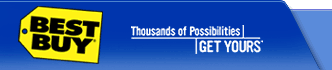 BEST
BUY
Thousands of Possibilities
GET YOURS